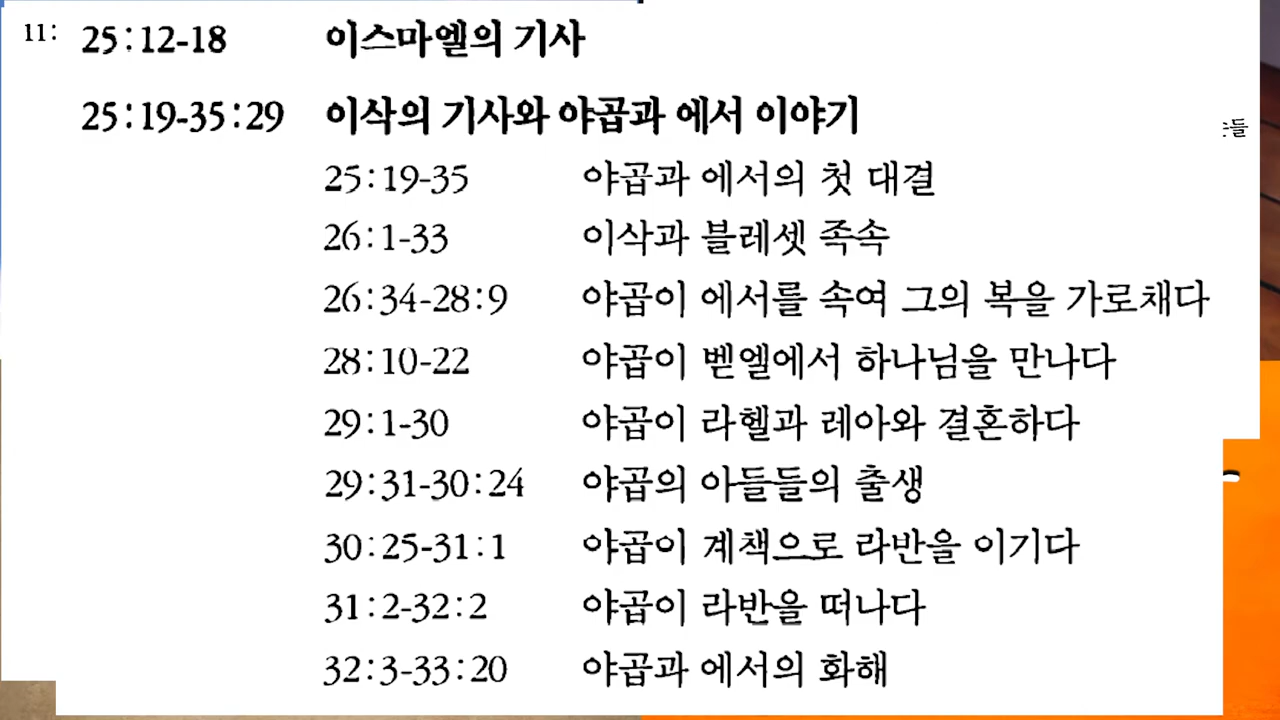 11:
25:12-18 이스마엘의 기사
25:19-35:29 이삭의 기사와 야곱과 에서 이야기
25:19-35 야곱과 에서의 첫 대결
26:1-33 이삭과 블레셋 족속
26:34-28:9 야곱이 에서를 속여 그의 복을 가로채다
28:10-22 야곱이 벧엘에서 하나님을 만나다
29:1-30 야곱이 라헬과 레아와 결혼하다
29:31-30:24 야곱의 아들들의 출생
30:25-31:1 야곱이 계책으로 라반을 이기다
31:2-32:2 야곱이 라반을 떠나다
32:3-33:20 야곱과 에서의 화해